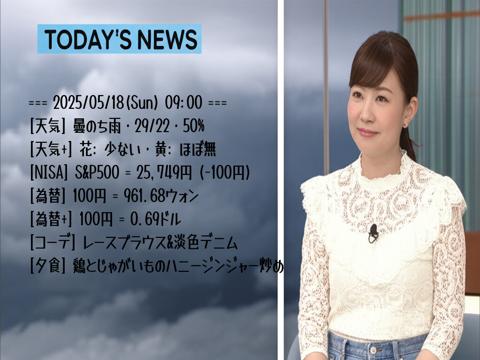 TODAY'S NEWS
=== 2025/05/18(Sun) 09:00 ===
[天気] 曇のち雨・29/22・50%
[天気+] 花: 少ない・黄: ほぼ無
[NISA] S&P500 = 25,749円 (-100円)
[為替] 100円 = 961.68ウォン
[為替+] 100円 = 0.69ドル
[コーデ] レースブラウス&淡色デニム
[夕食] 鶏とじゃがいものハニージンジャー炒め